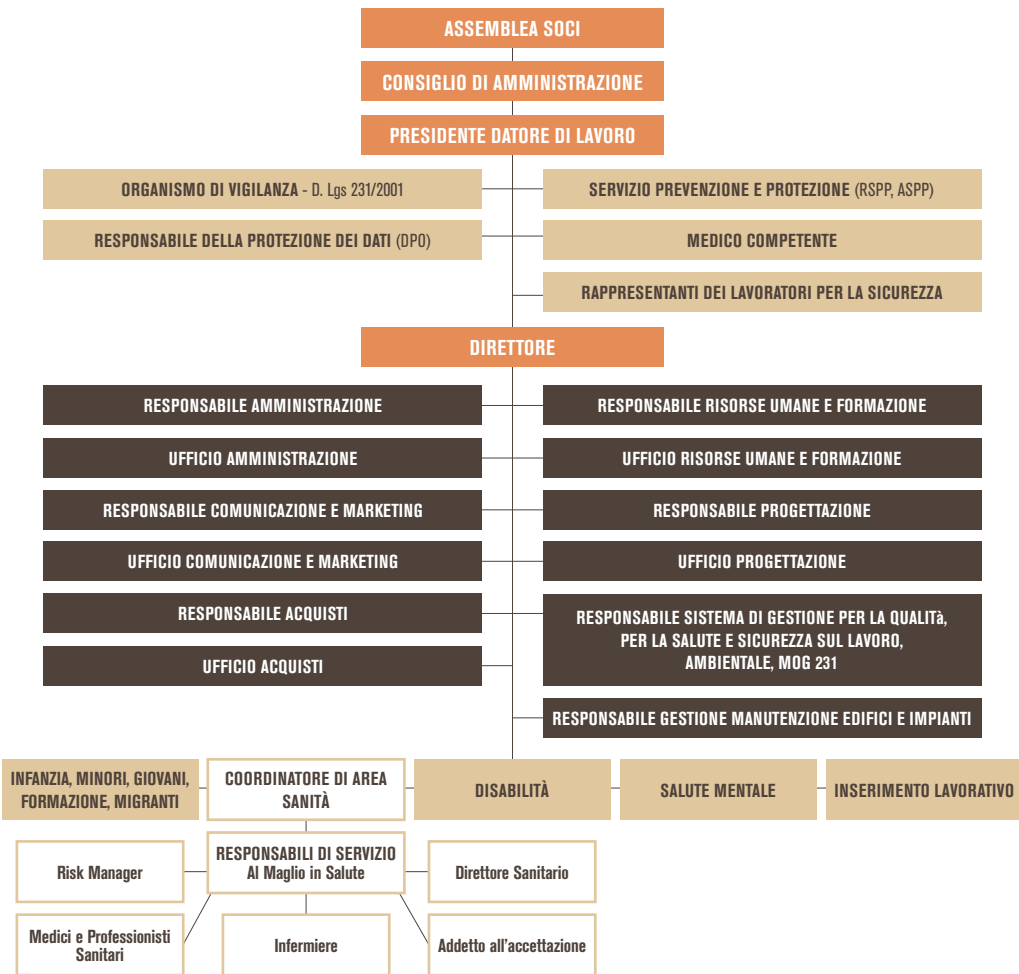 ASSEMBLEA SOCI
CONSIGLIO DI AMMINISTRAZIONE
PRESIDENTE DATORE DI LAVORO
ORGANISMO DI VIGILANZA - D. Lgs 231/2001
SERVIZIO PREVENZIONE E PROTEZIONE (RSPP, ASPP)
RESPONSABILE DELLA PROTEZIONE DEI DATI (DPO)
MEDICO COMPETENTE
RAPPRESENTANTI DEI LAVORATORI PER LA SICUREZZA
DIRETTORE
RESPONSABILE AMMINISTRAZIONE
RESPONSABILE RISORSE UMANE E FORMAZIONE
UFFICIO AMMINISTRAZIONE
UFFICIO RISORSE UMANE E FORMAZIONE
RESPONSABILE COMUNICAZIONE E MARKETING
RESPONSABILE PROGETTAZIONE
UFFICIO COMUNICAZIONE E MARKETING
UFFICIO PROGETTAZIONE
RESPONSABILE ACQUISTI
RESPONSABILE SISTEMA DI GESTIONE PER LA QUALITà,
PER LA SALUTE E SICUREZZA SUL LAVORO,
AMBIENTALE, MOG 231
UFFICIO ACQUISTI
RESPONSABILE GESTIONE MANUTENZIONE EDIFICI E IMPIANTI
INFANZIA, MINORI, GIOVANI,
FORMAZIONE, MIGRANTI
COORDINATORE DI AREA
SANITÀ
DISABILITÀ
SALUTE MENTALE
INSERIMENTO LAVORATIVO
RESPONSABILI DI SERVIZIO
Al Maglio in Salute
Risk Manager
Direttore Sanitario
Medici e Professionisti
Sanitari
Infermiere
Addetto all'accettazione